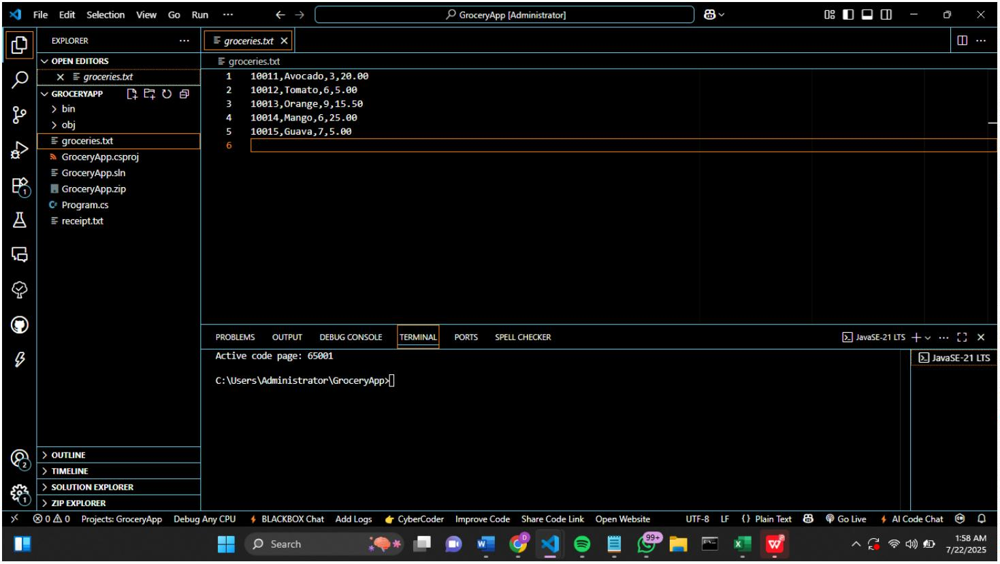 File Edit Selection View Go Run ···
GroceryApp [Administrator]
EXPLORER
OPEN EDITORS
groceries.txt
GROCERYAPP
bin
obj
groceries.txt
GroceryApp.csproj
GroceryApp.sln
GroceryApp.zip
Program.cs
receipt.txt
OUTLINE
TIMELINE
SOLUTION EXPLORER
ZIP EXPLORER
1
2
1
groceries.txt
groceries.txt
1 10011,Avocado,3,20.00
2 10012,Tomato,6,5.00
3 10013,Orange,9,15.50
4 10014,Mango,6,25.00
5 10015,Guava,7,5.00
6
PROBLEMS OUTPUT DEBUG CONSOLE TERMINAL PORTS SPELL CHECKER
JavaSE-21 LTS
Active code page: 65001
C:\Users\Administrator\GroceryApp>
JavaSE-21 LTS
0 0 Projects: GroceryApp Debug Any CPU BLACKBOX Chat Add Logs CyberCoder Improve Code Share Code Link Open Website UTF-8 LF {} Plain Text Go Live AI Code Chat
Search
D
99+
1:58 AM
7/22/2025